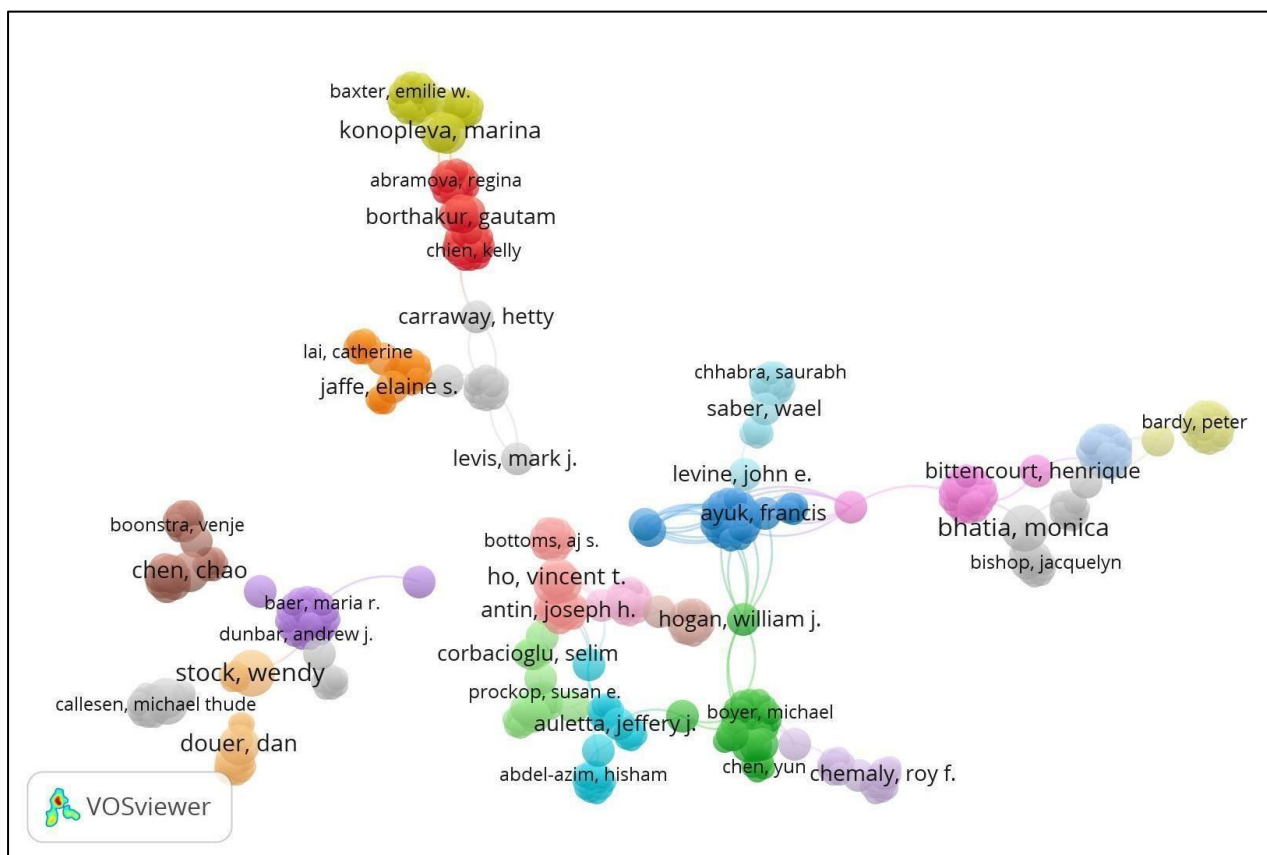 baxter, emilie w.
konopleva, marina
abramova, regina
borthakur, gautam
chien, kelly
carraway, hetty
lai, catherine
jaffe, elaine s.
levis, mark j.
chhabra, saurabh
saber, wael
levine, john e.
ayuk, francis
bardy, peter
bittencourt, henrique
bhatia, monica
bishop, jacquelyn
boonstra, venje
chen, chao
baer, maria r.
dunbar, andrew j.
stock, wendy
callesen, michael thude
douer, dan
bottoms, aj s.
ho, vincent t.
antin, joseph h.
hogan, william j.
corbacioglu, selim
prockop, susan e.
auletta, jeffery j.
abdel-azim, hisham
boyer, michael
chen, yun
chemaly, roy f.
VOSviewer